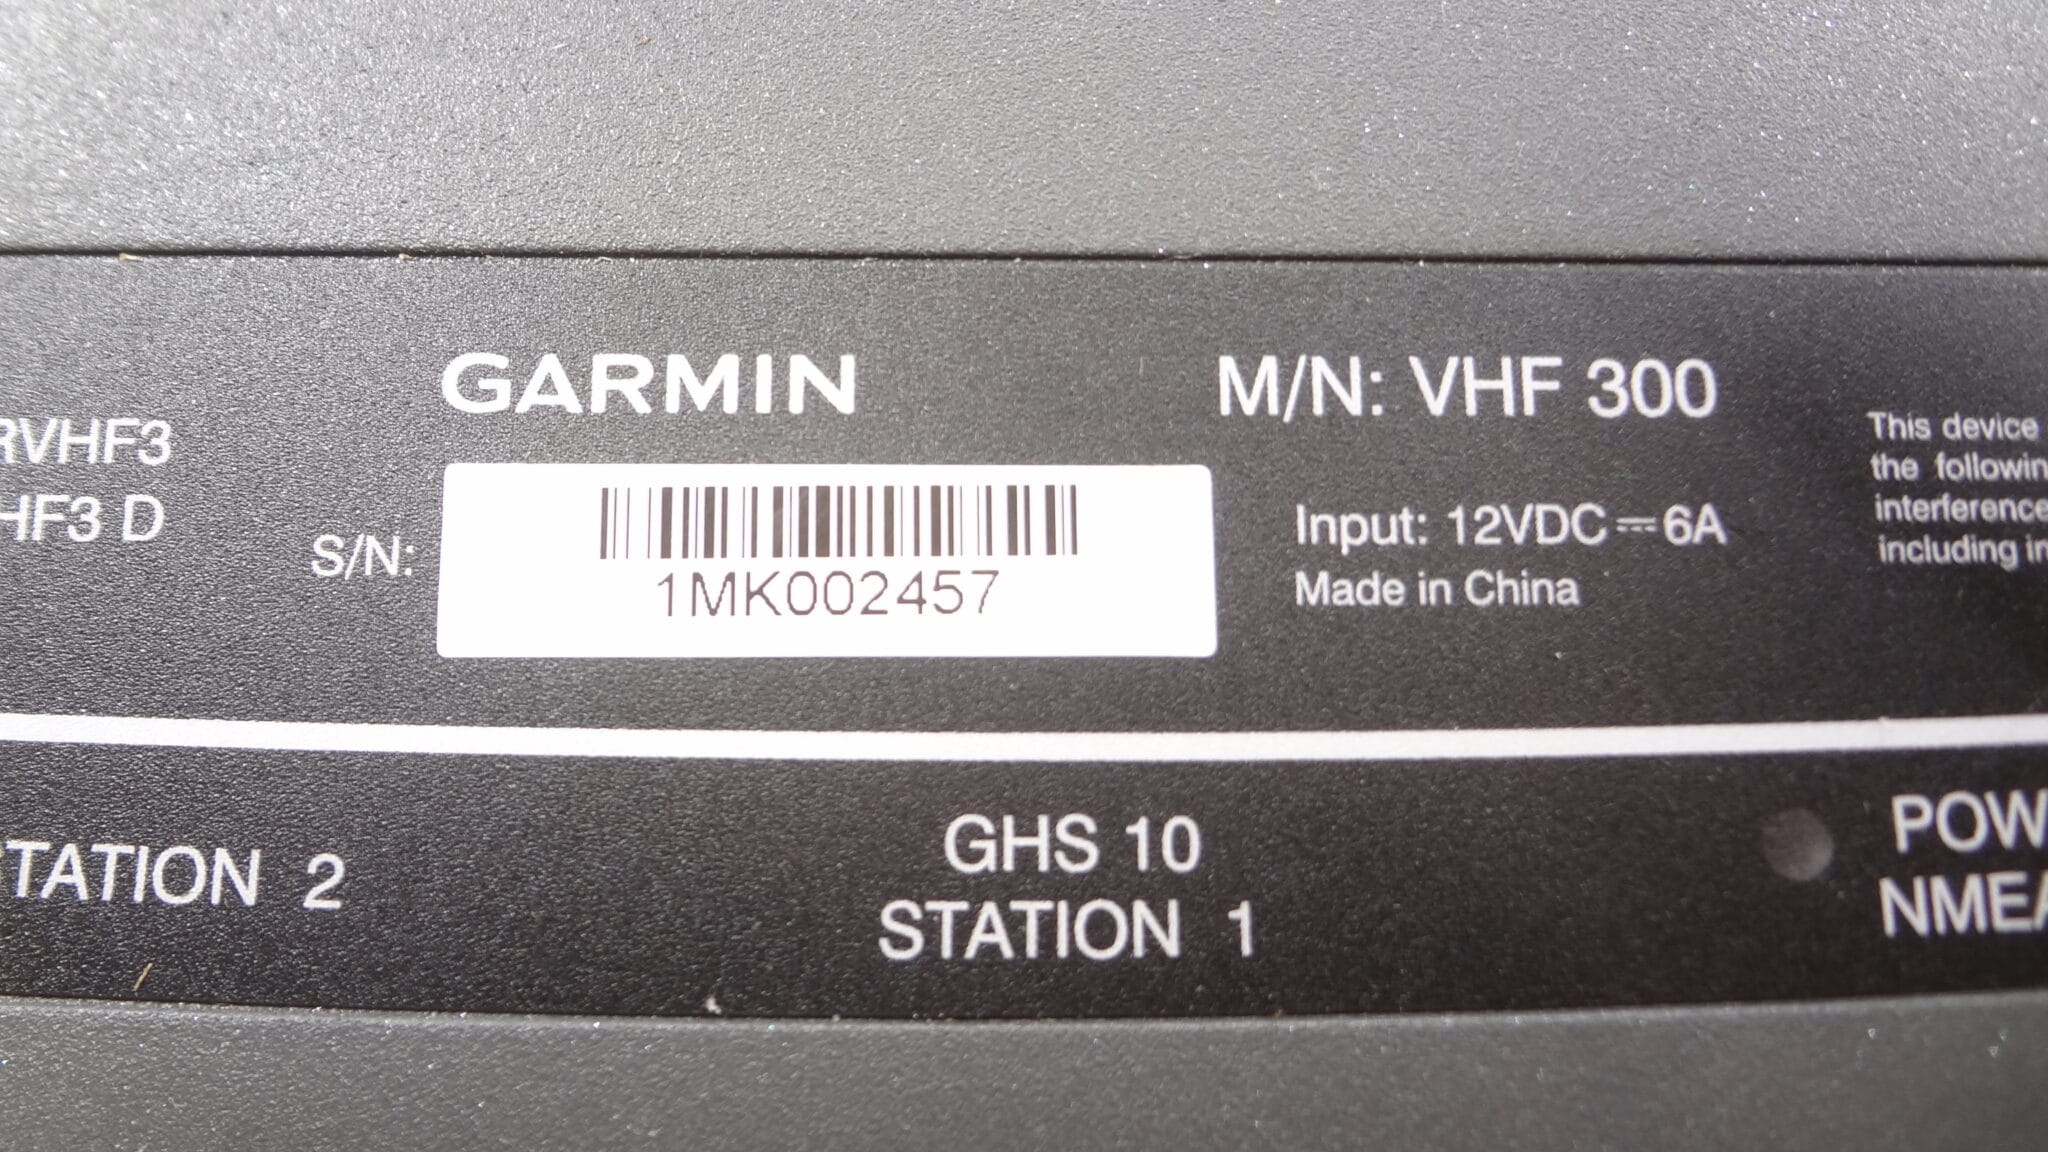 GARMIN
M/N: VHF 300
RVHF3
HF3 D
S/N:
1MK002457
Input: 12VDC⎓6A
Made in China
This device
the followin
interference
including in
TATION 2
GHS 10
STATION 1
POW
NMEA